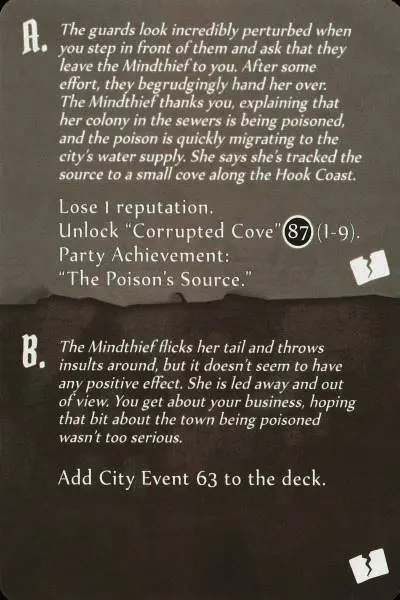 A.
The guards look incredibly perturbed when
you step in front of them and ask that they
leave the Mindthief to you. After some
effort, they begrudgingly hand her over.
The Mindthief thanks you, explaining that
her colony in the sewers is being poisoned,
and the poison is quickly migrating to the
city's water supply. She says she's tracked the
source to a small cove along the Hook Coast.
Lose 1 reputation.
Unlock “Corrupted Cove” 87 (I-9).
Party Achievement:
“The Poison's Source.”
B.
The Mindthief flicks her tail and throws
insults around, but it doesn't seem to have
any positive effect. She is led away and out
of view. You get about your business, hoping
that bit about the town being poisoned
wasn't too serious.
Add City Event 63 to the deck.